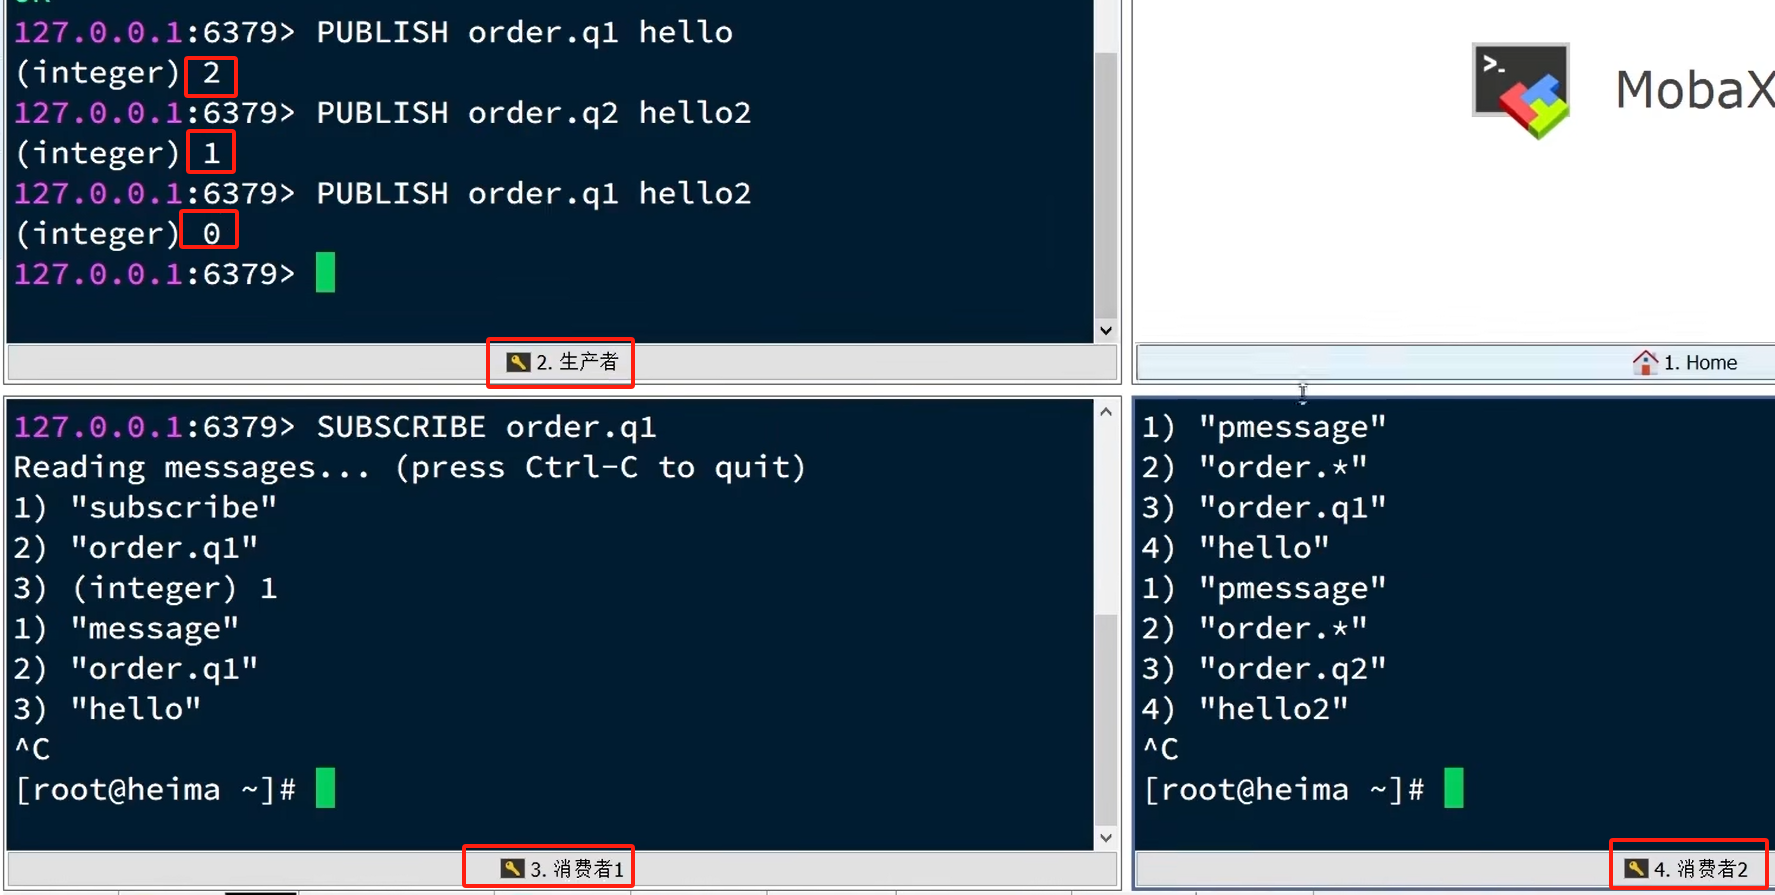 127.0.0.1:6379> PUBLISH order.q1 hello
(integer) 2
127.0.0.1:6379> PUBLISH order.q2 hello2
(integer) 1
127.0.0.1:6379> PUBLISH order.q1 hello2
(integer) 0
127.0.0.1:6379>
2. 生产者
MobaX
1. Home
127.0.0.1:6379> SUBSCRIBE order.q1
Reading messages... (press Ctrl-C to quit)
1) "subscribe"
2) "order.q1"
3) (integer) 1
1) "message"
2) "order.q1"
3) "hello"
^C
[root@heima ~]#
3. 消费者1
1) "pmessage"
2) "order.*"
3) "order.q1"
4) "hello"
1) "pmessage"
2) "order.*"
3) "order.q2"
4) "hello2"
^C
[root@heima ~]#
4. 消费者2